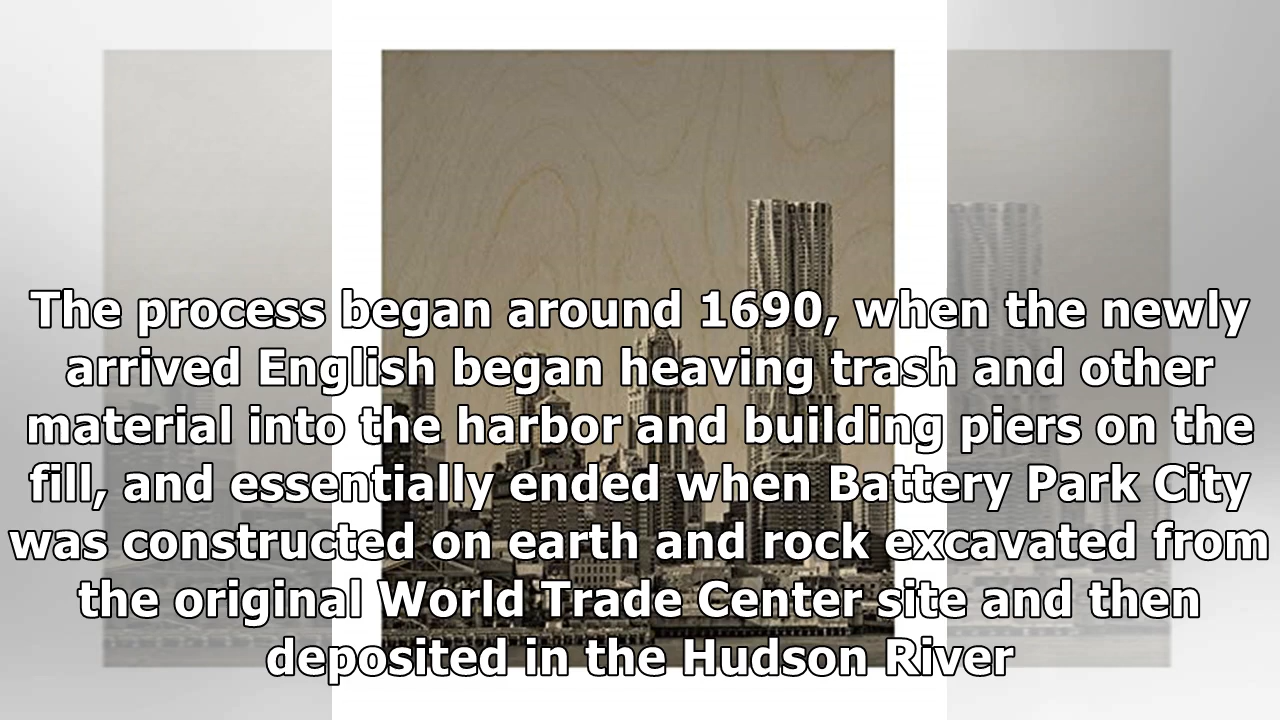 The process began around 1690, when the newly
arrived English began heaving trash and other
material into the harbor and building piers on the
fill, and essentially ended when Battery Park City
was constructed on earth and rock excavated from
the original World Trade Center site and then
deposited in the Hudson River